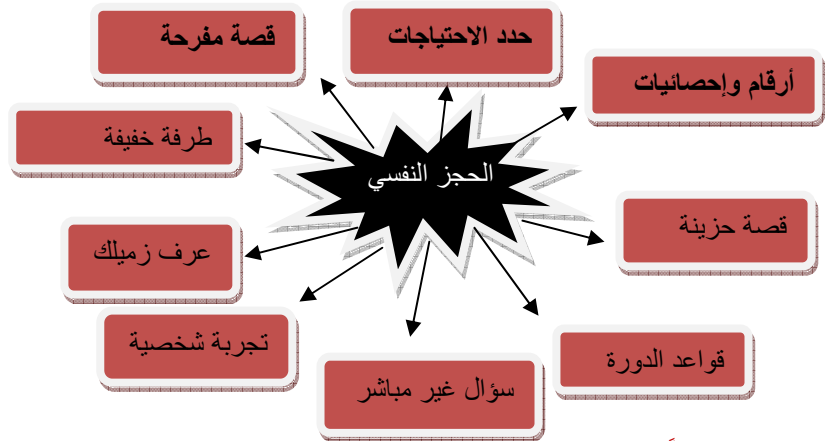 قصة مفرحة
حدد الاحتياجات
أرقام وإحصائيات
طرفة خفيفة
الحجز النفسي
قصة حزينة
عرف زميلك
تجربة شخصية
سؤال غير مباشر
قواعد الدورة